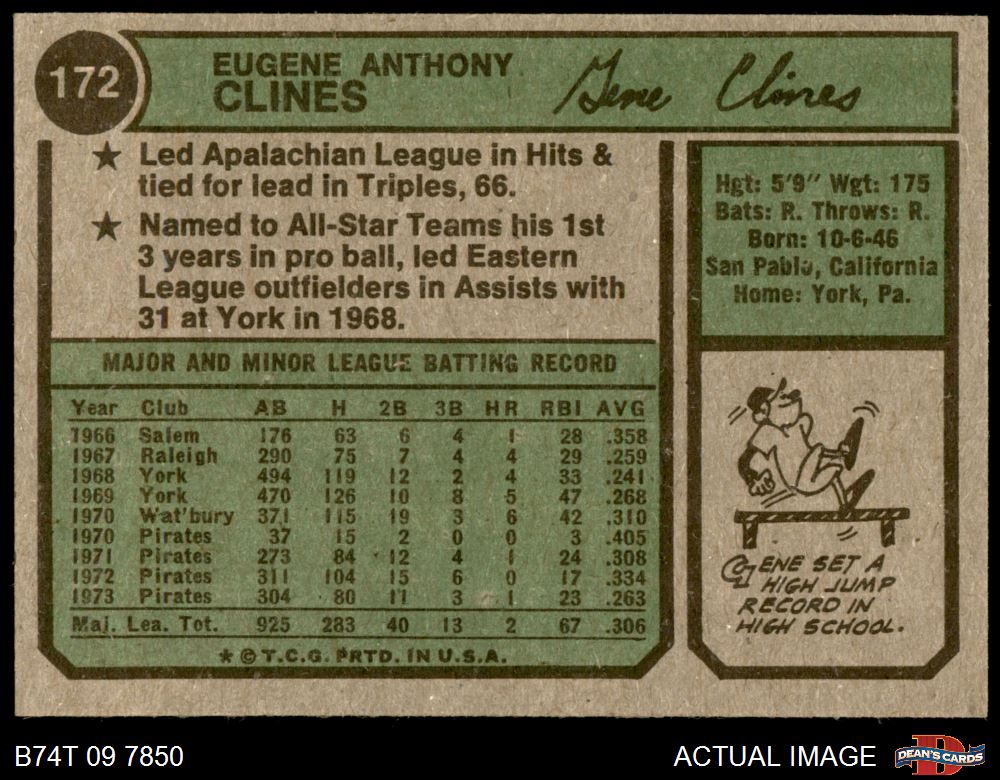 172
EUGENE ANTHONY
CLINES
Gene Clines
★ Led Apalachian League in Hits &
tied for lead in Triples, 66.
★ Named to All-Star Teams his 1st
3 years in pro ball, led Eastern
League outfielders in Assists with
31 at York in 1968.
Hgt: 5'9" Wgt: 175
Bats: R. Throws: R.
Born: 10-6-46
San Pablo, California
Home: York, Pa.
MAJOR AND MINOR LEAGUE BATTING RECORD
Year Club AB H 2B 3B HR RBI AVG
1966 Salem 176 63 6 4 1 28 .358
1967 Raleigh 290 75 7 4 4 29 .259
1968 York 494 119 12 2 4 33 .241
1969 York 470 126 10 8 5 47 .268
1970 Wat'bury 371 115 19 3 6 42 .310
1970 Pirates 37 15 2 0 0 3 .405
1971 Pirates 273 84 12 4 1 24 .308
1972 Pirates 311 104 15 6 0 17 .334
1973 Pirates 304 80 11 3 1 23 .263
Maj. Lea. Tot. 925 283 40 13 2 67 .306
* © T.C.G. PRTD. IN U.S.A.
GENE SET A
HIGH JUMP
RECORD IN
HIGH SCHOOL.
B74T 09 7850
ACTUAL IMAGE
DEAN'S CARDS